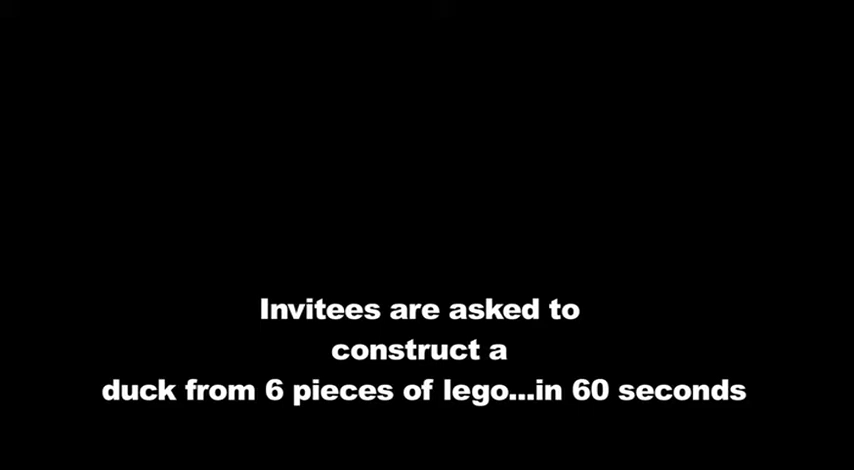 Invitees are asked to
construct a
duck from 6 pieces of lego...in 60 seconds